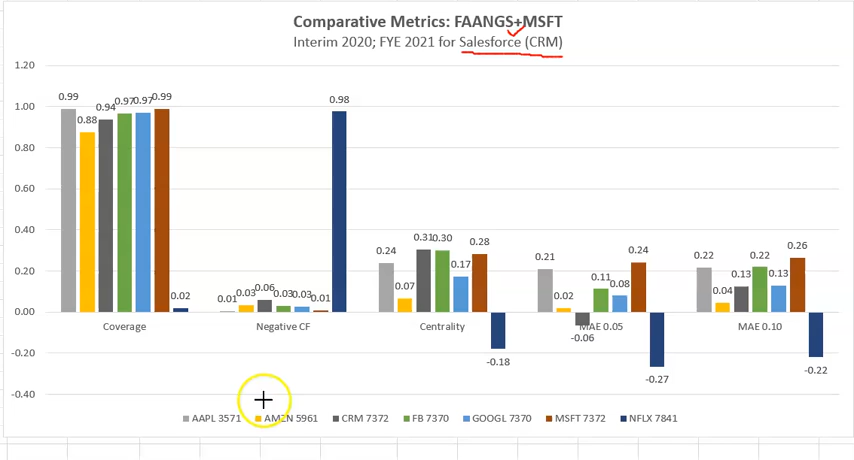 Comparative Metrics: FAANGS+MSFT
Interim 2020; FYE 2021 for Salesforce (CRM)
1.20
1.00
0.80
0.60
0.40
0.20
0.00
-0.20
-0.40
0.99 0.88 0.94 0.97 0.97 0.99 0.02
0.01 0.03 0.06 0.03 0.03 0.01 0.98
0.24 0.07 0.31 0.30 0.17 0.28 -0.18
0.21 0.02 -0.06 0.11 0.08 0.24 -0.27
0.22 0.04 0.13 0.22 0.13 0.26 -0.22
Coverage Negative CF Centrality MAE 0.05 MAE 0.10
AAPL 3571 AMZN 5961 CRM 7372 FB 7370 GOOGL 7370 MSFT 7372 NFLX 7841